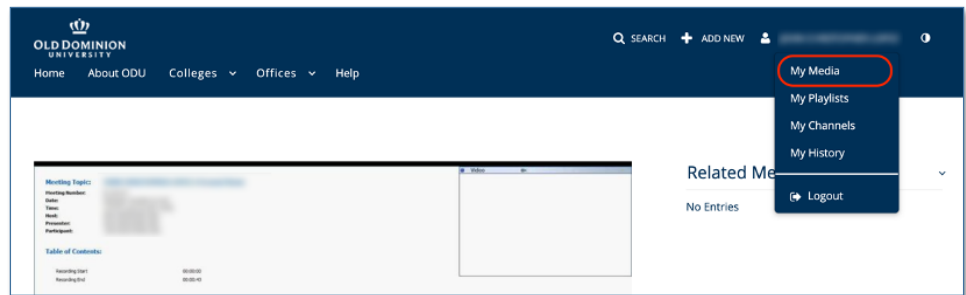 OLD DOMINION
UNIVERSITY
SEARCH ADD NEW
Home About ODU Colleges Offices Help
My Media
My Playlists
My Channels
My History
Logout
Related Me
No Entries
Meeting Topic:
Meeting Number:
Date:
Time:
Host:
Presenter:
Participant:
Table of Contents:
Recording Start 00:00:00
Recording End 00:00:43
Video